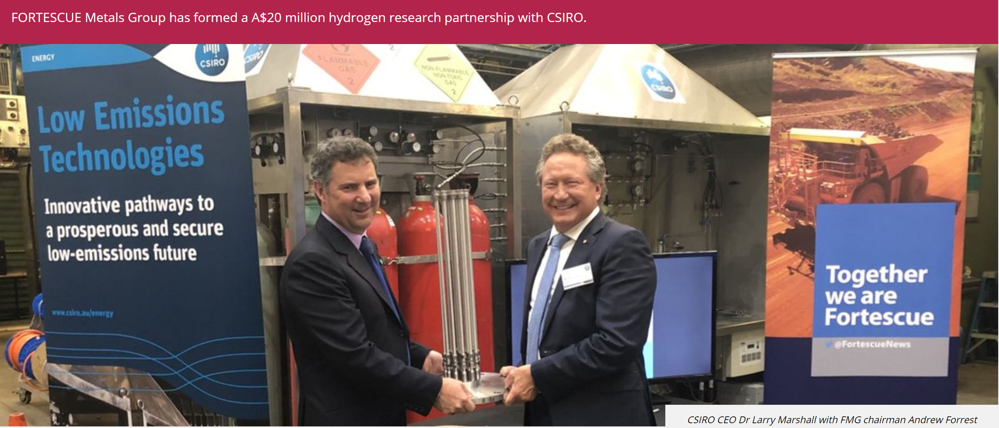 FORTESCUE Metals Group has formed a A$20 million hydrogen research partnership with CSIRO.
ENERGY
CSIRO
Low Emissions
Technologies
Innovative pathways to
a prosperous and secure
low-emissions future
www.csiro.au/energy
CSIRO
FLAMMABLE
GAS
2
2
NON-FLAMMABLE
NON-TOXIC
GAS
2
CSIRO
Together
we are
Fortescue
@FortescueNews
CSIRO CEO Dr Larry Marshall with FMG chairman Andrew Forrest